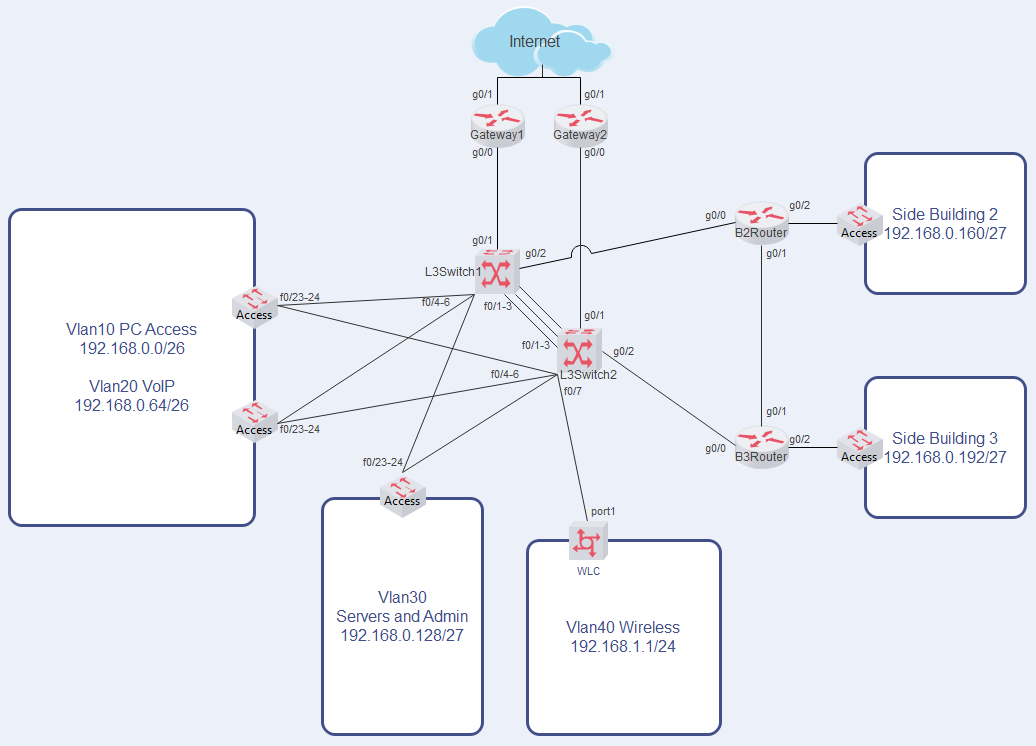 Internet
g0/1
g0/1
Gateway1
Gateway2
g0/0
g0/0
g0/1
g0/2
L3Switch1
f0/4-6
f0/1-3
g0/1
f0/1-3
g0/2
L3Switch2
f0/4-6
f0/7
g0/0
B2Router
g0/2
g0/1
Access
Side Building 2
192.168.0.160/27
g0/1
g0/0
B3Router
g0/2
Access
Side Building 3
192.168.0.192/27
f0/23-24
Access
Vlan10 PC Access
192.168.0.0/26
Vlan20 VoIP
192.168.0.64/26
f0/23-24
Access
f0/23-24
Access
Vlan30
Servers and Admin
192.168.0.128/27
port1
WLC
Vlan40 Wireless
192.168.1.1/24